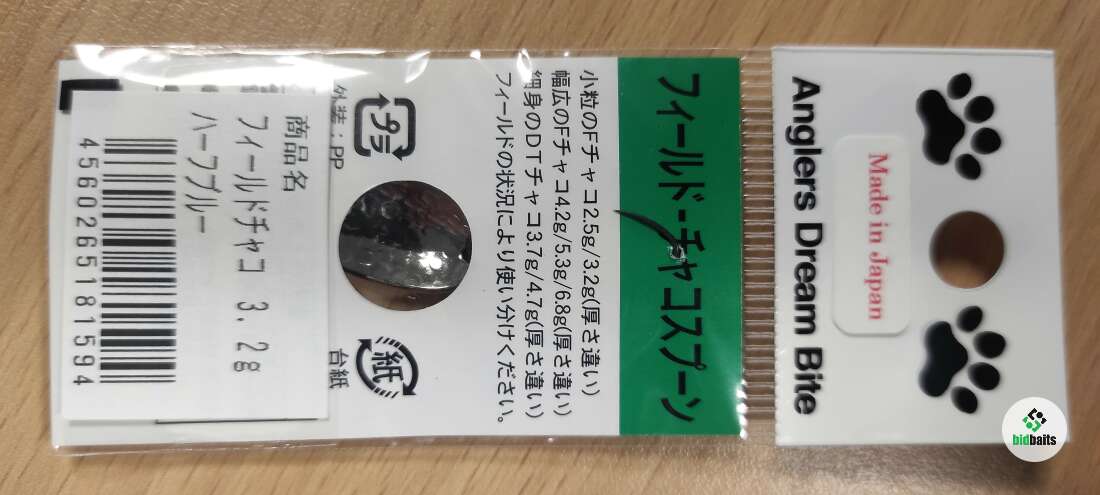 Anglers Dream Bite
Made in Japan
フィールド・チャコスプーン
小粒のFチャコ2.5g/3.2g(厚さ違い)
幅広のFチャコ4.2g/5.3g/6.8g(厚さ違い)
細身のDTチャコ3.7g/4.7g(厚さ違い)
フィールドの状況により使い分けください。
プラ
外装：PP
紙
台紙
商品名
フィールドチャコ 3.2g
ハーフブルー
4560265181594
bidbaits